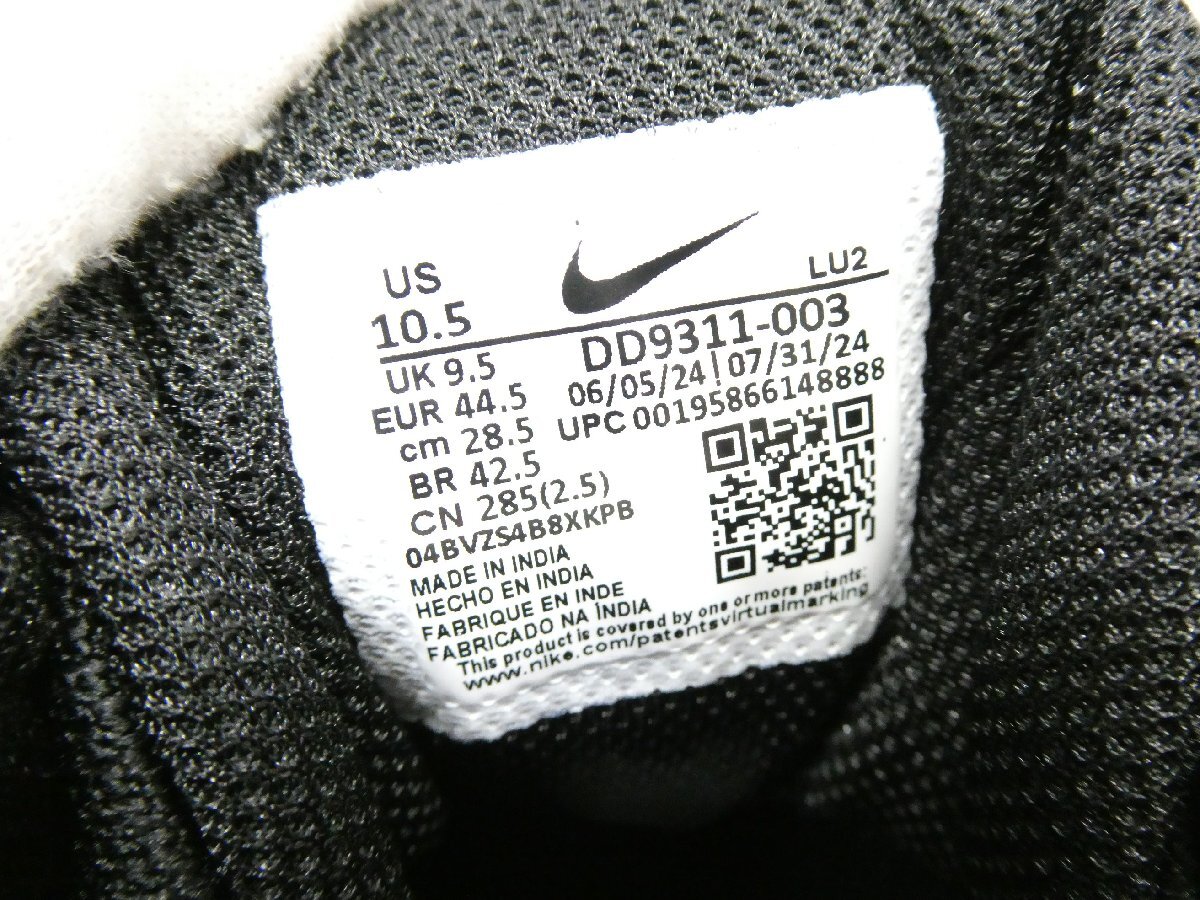 US
10.5
LU2
UK 9.5
EUR 44.5
cm 28.5
BR 42.5
CN 285(2.5)
04BVZS4B8XKPB
DD9311-003
06/05/24|07/31/24
UPC 00195866148888
MADE IN INDIA
HECHO EN INDIA
FABRIQUE EN INDE
FABRICADO NA ÍNDIA
This product is covered by one or more patents:
www.nike.com/patentsvirtualmarking